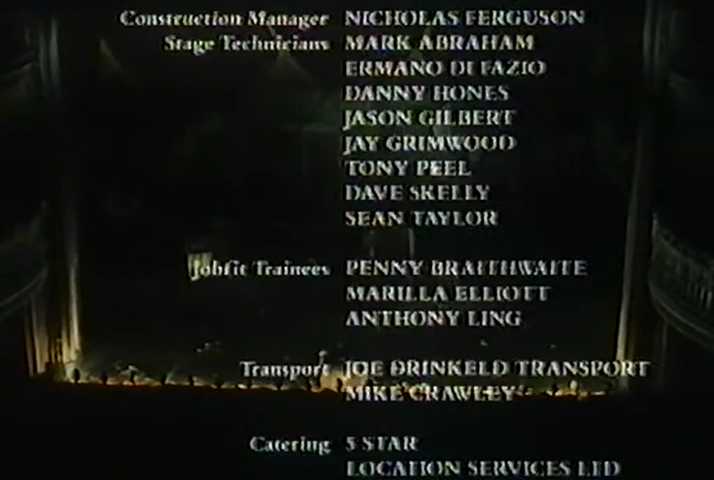 Construction Manager NICHOLAS FERGUSON
Stage Technicians MARK ABRAHAM
ERMANO DI FAZIO
DANNY HONES
JASON GILBERT
JAY GRIMWOOD
TONY PEEL
DAVE SKELLY
SEAN TAYLOR
Jobfit Trainees PENNY BRAITHWAITE
MARILLA ELLIOTT
ANTHONY LING
Transport JOE DRINKELD TRANSPORT
MIKE CRAWLEY
Catering 5 STAR
LOCATION SERVICES LTD